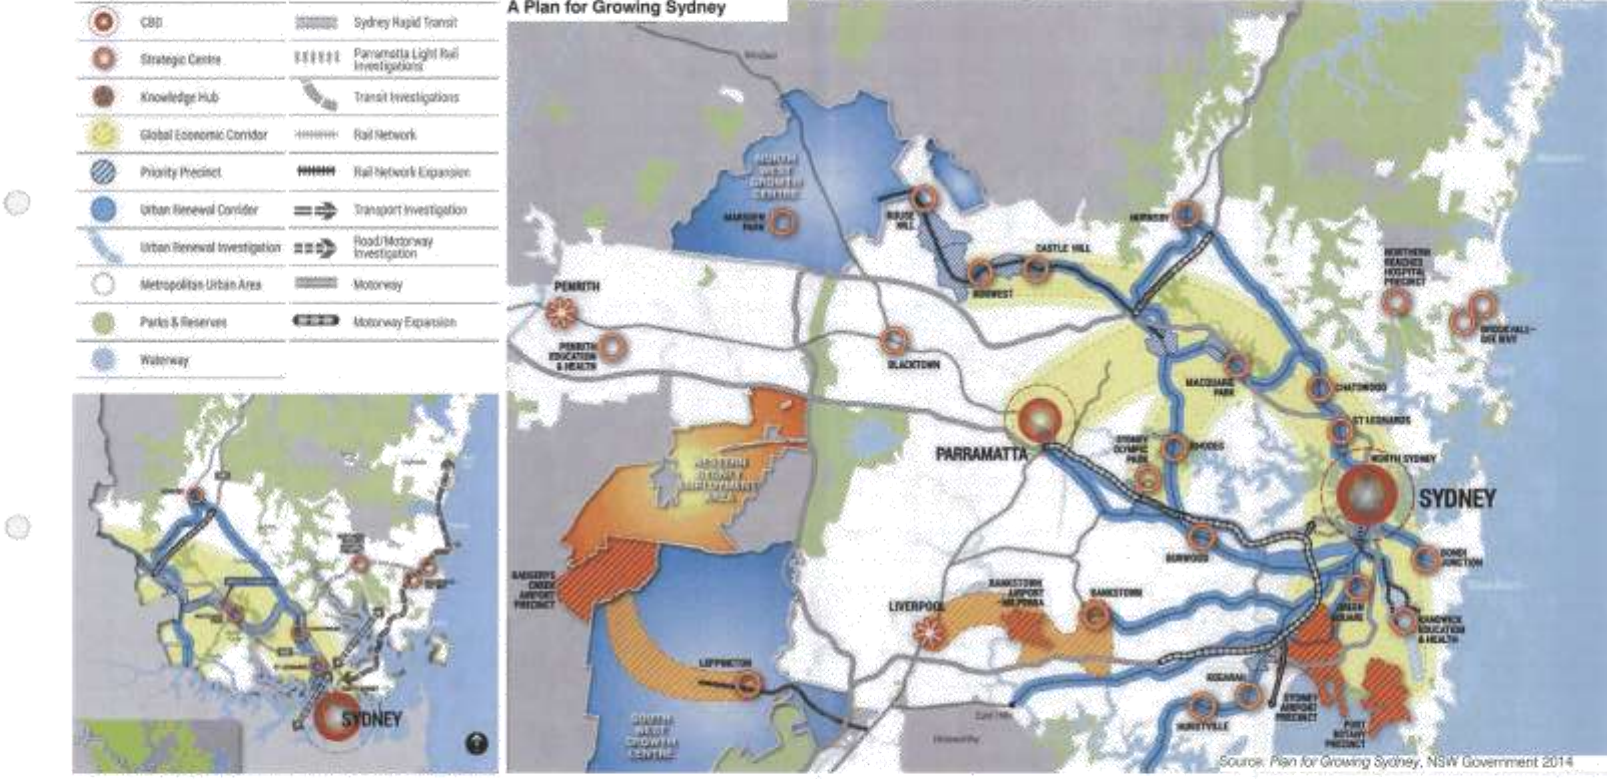 A Plan for Growing Sydney
CBD
Sydney Rapid Transit
Strategic Centre
Parramatta Light Rail
Investigations
Knowledge Hub
Transit Investigations
Global Economic Corridor
Rail Network
Priority Precinct
Rail Network Expansion
Urban Renewal Corridor
Transport Investigation
Urban Renewal Investigation
Road/Motorway
Investigation
Metropolitan Urban Area
Motorway
Parks & Reserves
Motorway Expansion
Waterway
SYDNEY
NORTH
WEST
GROWTH
CENTRE
MARSDEN
PARK
ROUSE
HILL
HORNSBY
CASTLE HILL
NORWEST
NORTHERN
BEACHES
HOSPITAL
PRECINCT
BROOKVALE–
DEE WHY
PENRITH
PENRITH
EDUCATION
& HEALTH
BLACKTOWN
MACQUARIE
PARK
CHATSWOOD
ST LEONARDS
PARRAMATTA
SYDNEY
OLYMPIC
PARK
RHODES
NORTH SYDNEY
SYDNEY
WESTERN
SYDNEY
EMPLOYMENT
AREA
BURWOOD
BONDI
JUNCTION
BADGERYS
CREEK
AIRPORT
PRECINCT
BANKSTOWN
AIRPORT
-MILPERRA
BANKSTOWN
LIVERPOOL
GREEN
SQUARE
RANDWICK
EDUCATION
& HEALTH
LEPPINGTON
KOGARAH
HURSTVILLE
SYDNEY
AIRPORT
PRECINCT
PORT
BOTANY
PRECINCT
SOUTH
WEST
GROWTH
CENTRE
East Hills
Holsworthy
Source: Plan for Growing Sydney, NSW Government 2014